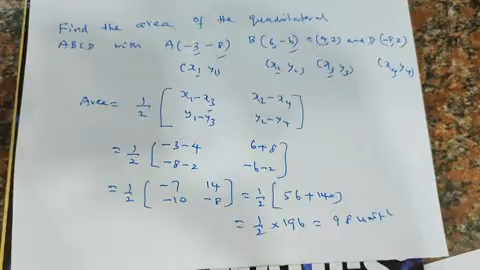 Find the area of the quadrilateral
ABCD with A(-3 -8) B(6,-6) C(4,2) and D(-8,2)
(x₁ y₁) (x₂ y₂) (x₃ y₃) (x₄ y₄)
Area = 1/2 [ x₁-x₃ x₂-x₄
y₁-y₃ y₂-y₄ ]
= 1/2 [ -3-4 6+8
-8-2 -6-2 ]
= 1/2 [ -7 14
-10 -8 ] = 1/2 [56+140]
= 1/2 × 196 = 98 unit²